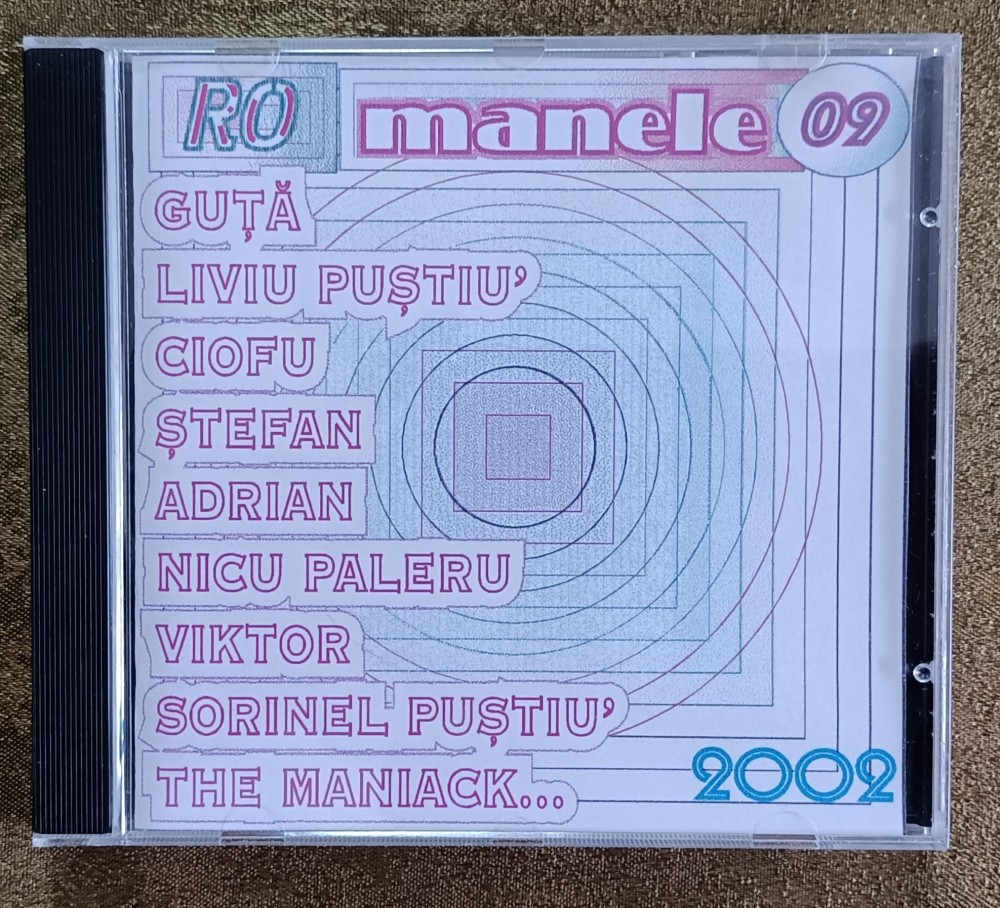 RO manele 09
GUȚĂ
LIVIU PUȘTIU'
CIOFU
ȘTEFAN
ADRIAN
NICU PALERU
VIKTOR
SORINEL PUȘTIU'
THE MANIACK...
2002